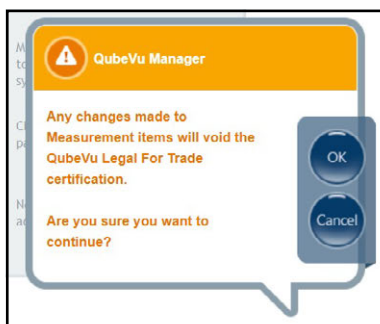 QubeVu Manager
Any changes made to
Measurement items will void the
QubeVu Legal For Trade
certification.
Are you sure you want to
continue?
OK
Cancel